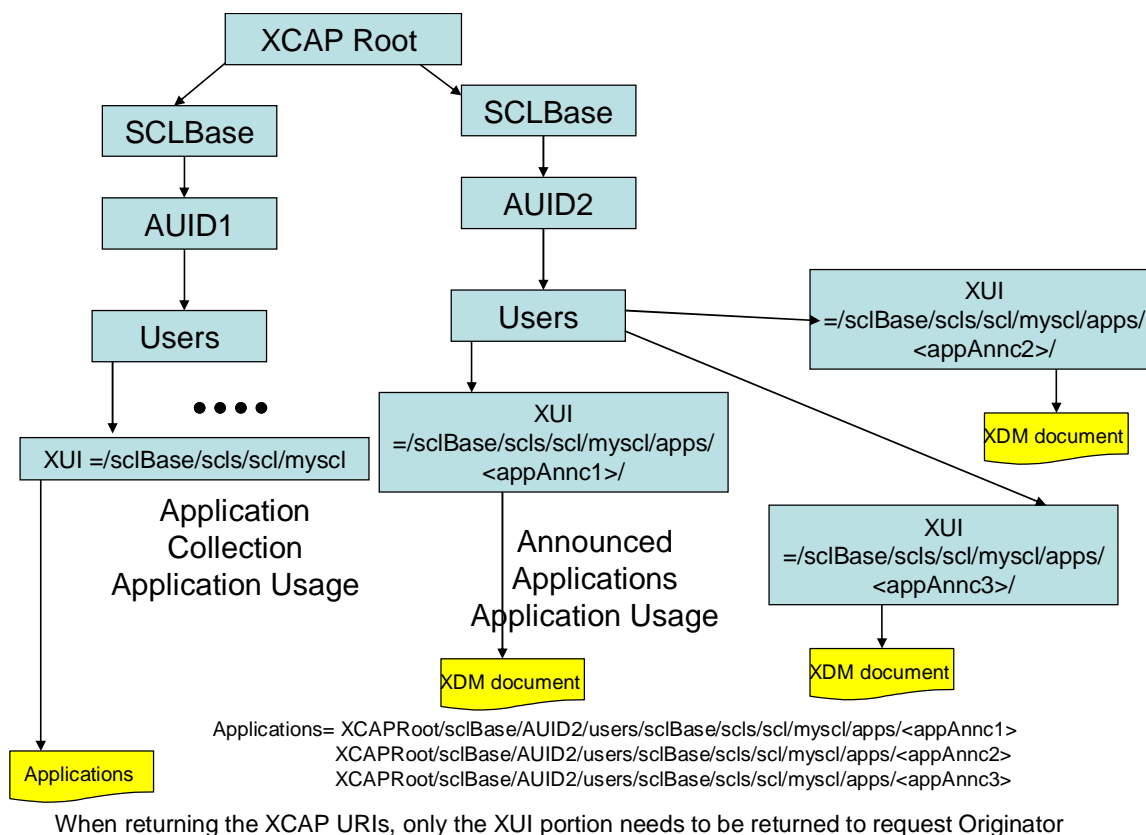 XCAP Root
SCLBase
SCLBase
AUID1
AUID2
Users
Users
XUI
=/sclBase/scls/scl/myscl/apps/
<appAnnc2>/
XUI =/sclBase/scls/scl/myscl
XUI
=/sclBase/scls/scl/myscl/apps/
<appAnnc1>/
XDM document
Application
Collection
Application Usage
Announced
Applications
Application Usage
XUI
=/sclBase/scls/scl/myscl/apps/
<appAnnc3>/
XDM document
XDM document
Applications= XCAPRoot/sclBase/AUID2/users/sclBase/scls/scl/myscl/apps/<appAnnc1>
XCAPRoot/sclBase/AUID2/users/sclBase/scls/scl/myscl/apps/<appAnnc2>
XCAPRoot/sclBase/AUID2/users/sclBase/scls/scl/myscl/apps/<appAnnc3>
Applications
When returning the XCAP URIs, only the XUI portion needs to be returned to request Originator